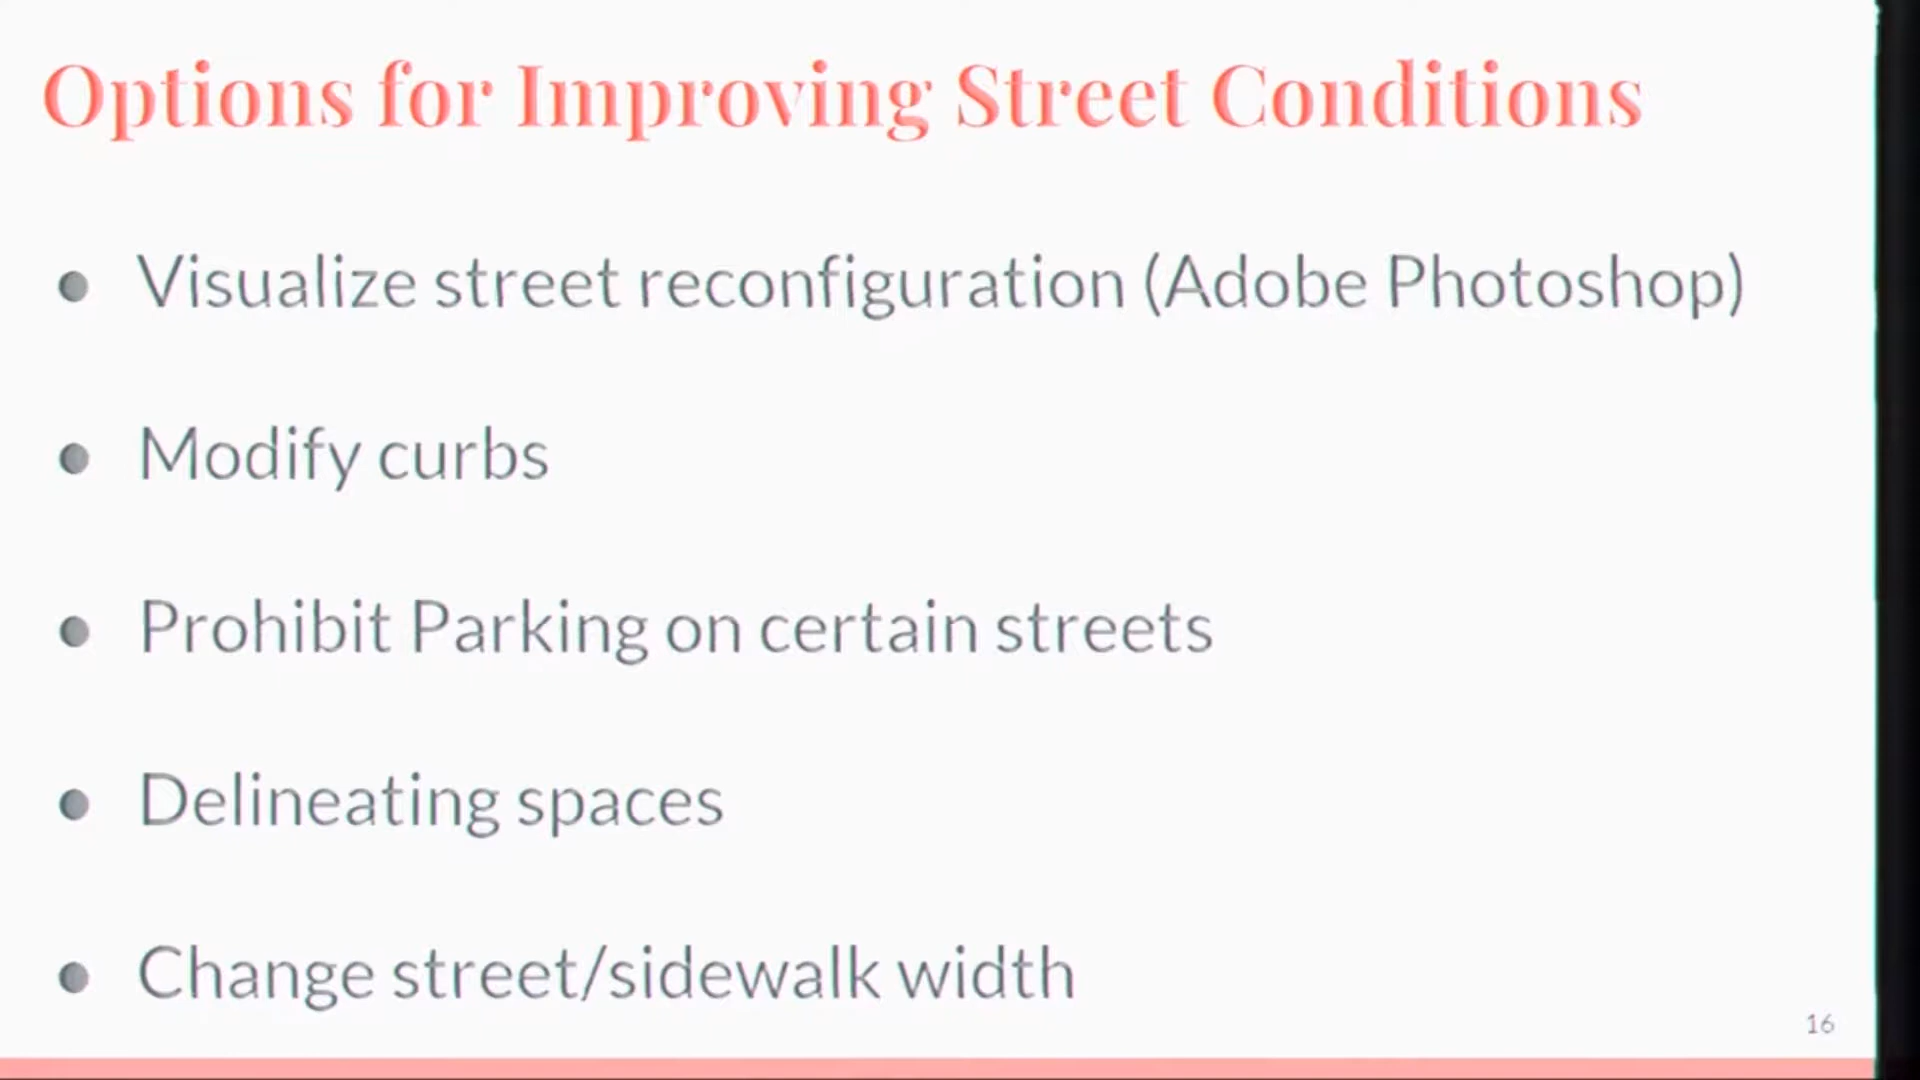 Options for Improving Street Conditions
● Visualize street reconfiguration (Adobe Photoshop)
● Modify curbs
● Prohibit Parking on certain streets
● Delineating spaces
● Change street/sidewalk width
16